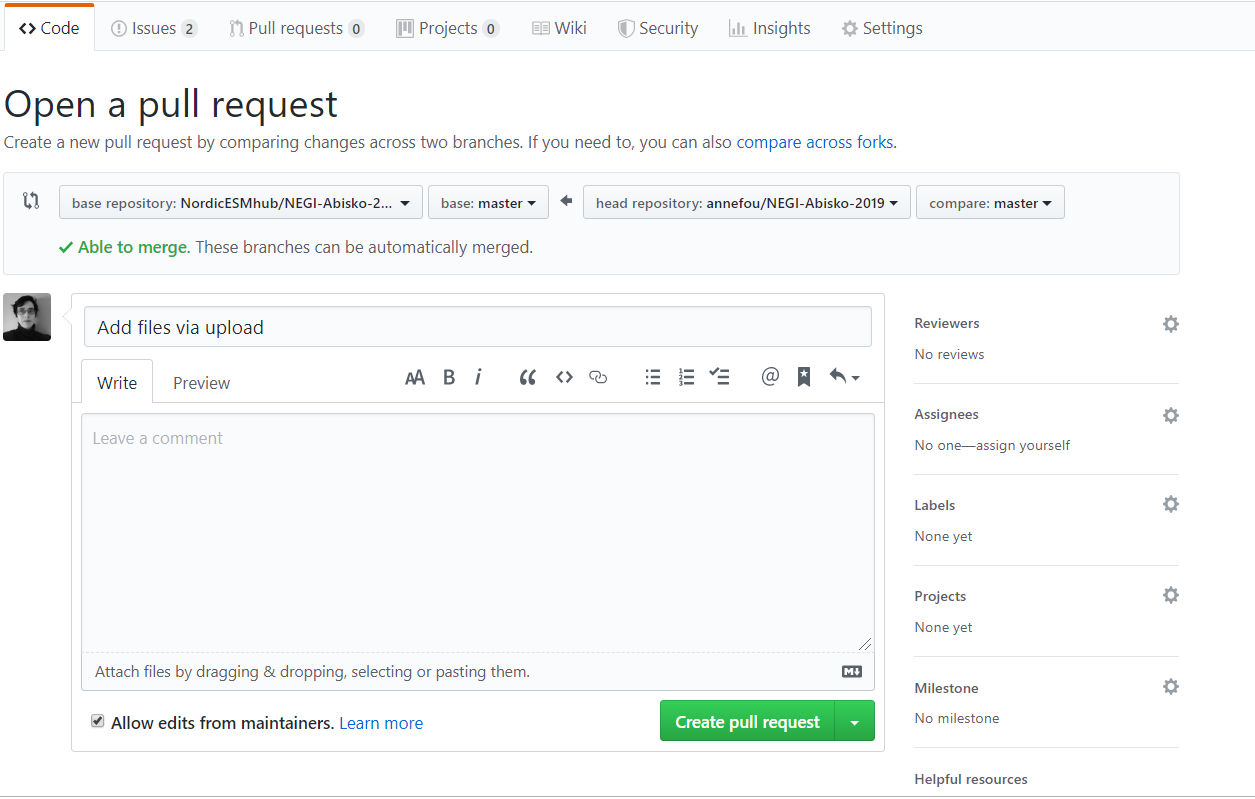 Code Issues 2 Pull requests 0 Projects 0 Wiki Security Insights Settings
Open a pull request
Create a new pull request by comparing changes across two branches. If you need to, you can also compare across forks.
base repository: NordicESMhub/NEGI-Abisko-2... base: master head repository: annefou/NEGI-Abisko-2019 compare: master
Able to merge. These branches can be automatically merged.
Add files via upload
Write Preview AA B i @
Leave a comment
Attach files by dragging & dropping, selecting or pasting them.
Allow edits from maintainers. Learn more Create pull request
Reviewers
No reviews
Assignees
No one—assign yourself
Labels
None yet
Projects
None yet
Milestone
No milestone
Helpful resources